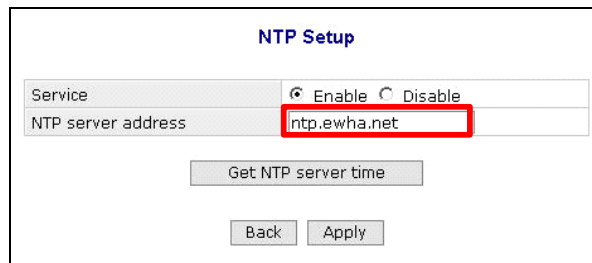 NTP Setup
Service Enable Disable
NTP server address ntp.ewha.net
Get NTP server time
Back Apply